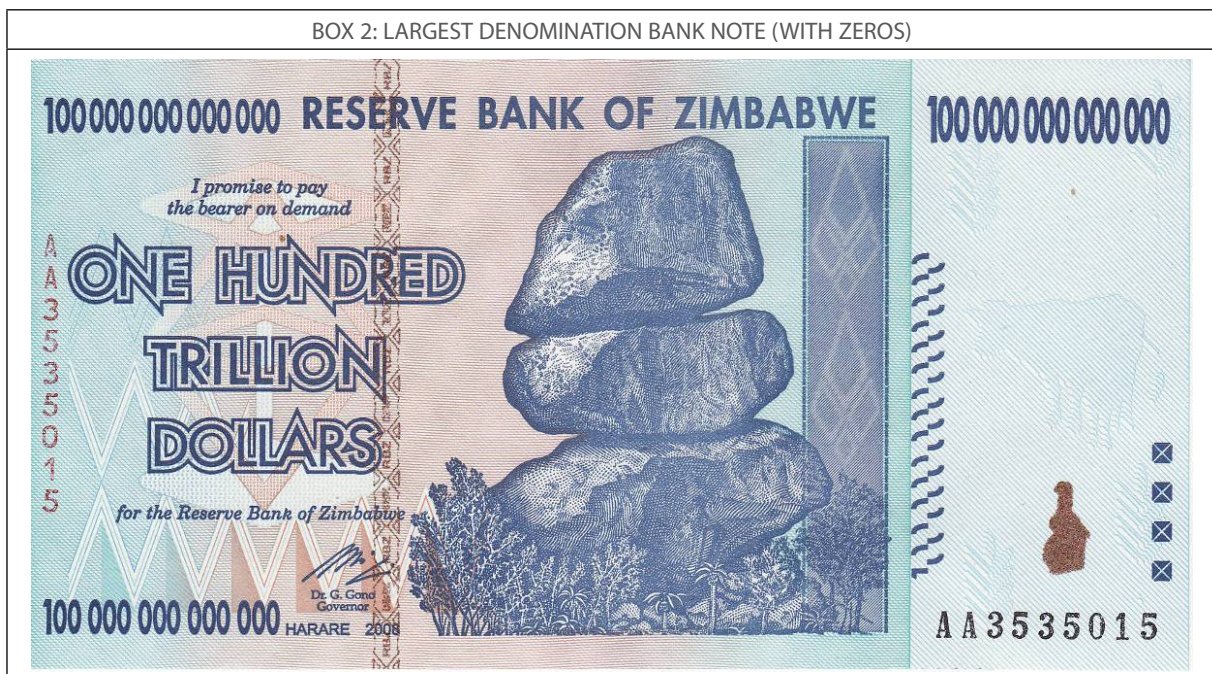 BOX 2: LARGEST DENOMINATION BANK NOTE (WITH ZEROS)
100 000 000 000 000 RESERVE BANK OF ZIMBABWE 100 000 000 000 000
I promise to pay
the bearer on demand
ONE HUNDRED
TRILLION
DOLLARS
for the Reserve Bank of Zimbabwe
Dr. G. Gono
Governor
100 000 000 000 000 HARARE 2008
AA3535015
AA3535015
RBZ